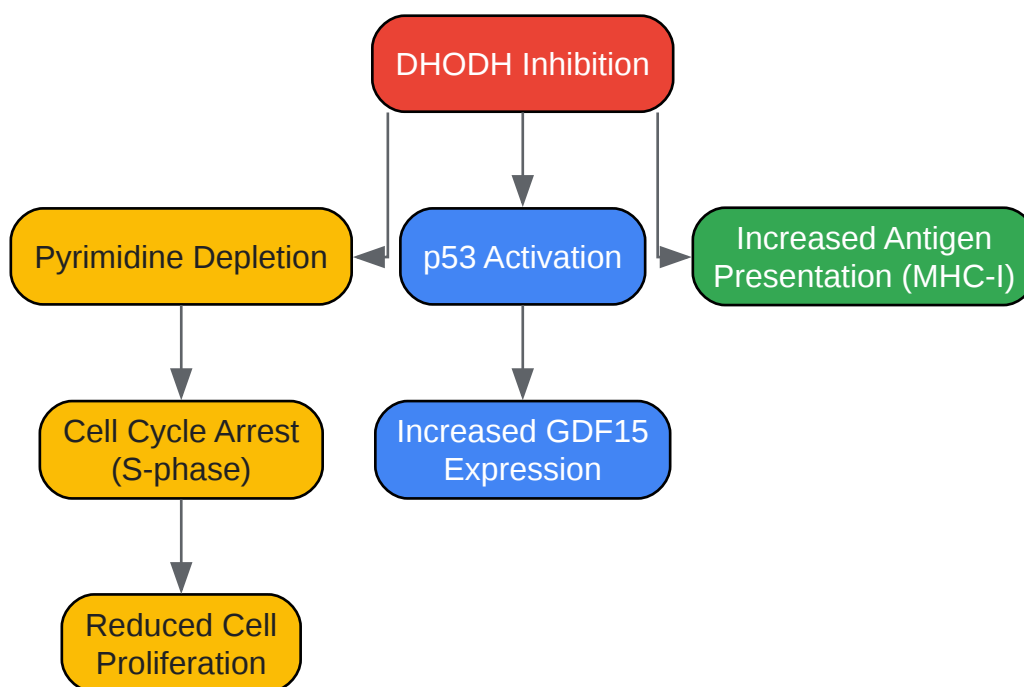 DHODH Inhibition
Pyrimidine Depletion
p53 Activation
Increased Antigen
Presentation (MHC-I)
Cell Cycle Arrest
(S-phase)
Increased GDF15
Expression
Reduced Cell
Proliferation